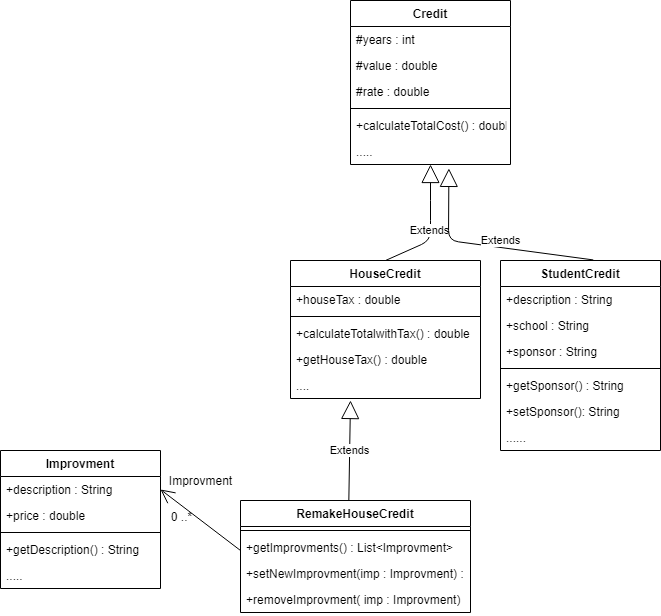 Credit
#years : int
#value : double
#rate : double
+calculateTotalCost() : doubl
.....
Extends
Extends
HouseCredit
+houseTax : double
+calculateTotalwithTax() : double
+getHouseTax() : double
....
StudentCredit
+description : String
+school : String
+sponsor : String
+getSponsor() : String
+setSponsor(): String
......
Extends
Improvment
+description : String
+price : double
+getDescription() : String
.....
Improvment
0 ..*
RemakeHouseCredit
+getImprovments() : List<Improvment>
+setNewImprovment(imp : Improvment) :
+removeImprovment( imp : Improvment)